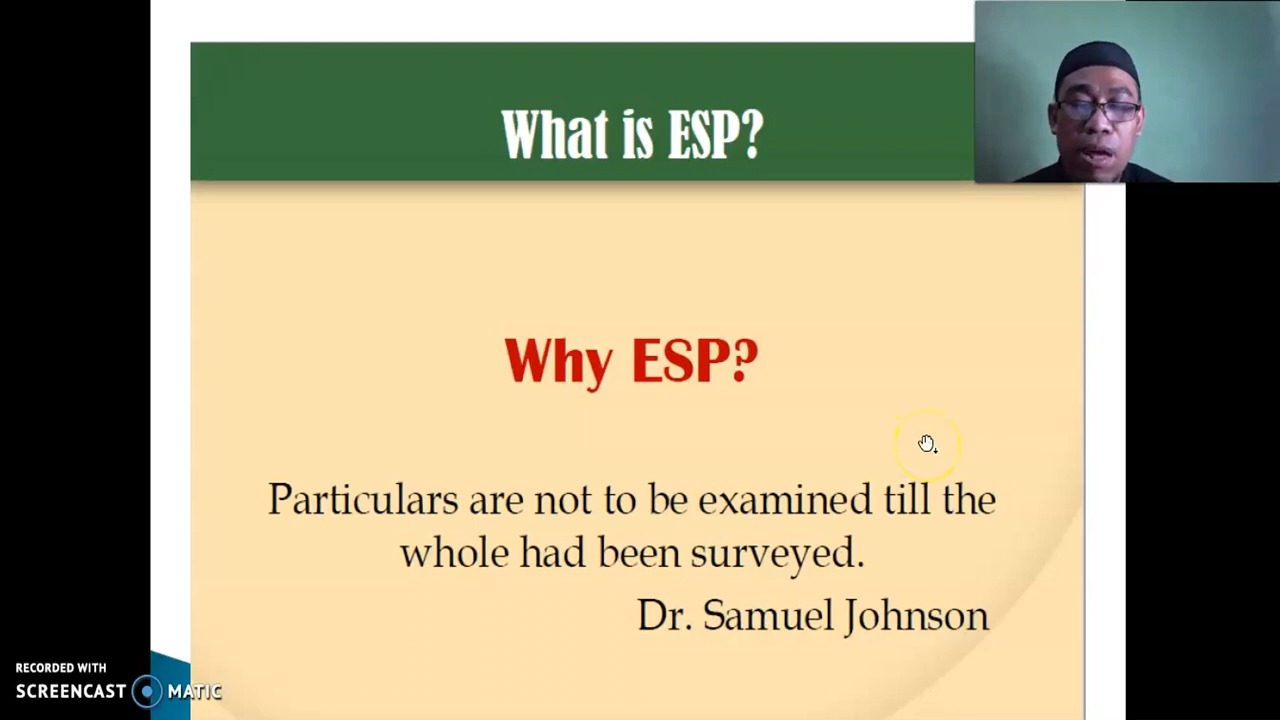 What is ESP?
Why ESP?
Particulars are not to be examined till the
whole had been surveyed.
Dr. Samuel Johnson
RECORDED WITH
SCREENCAST MATIC